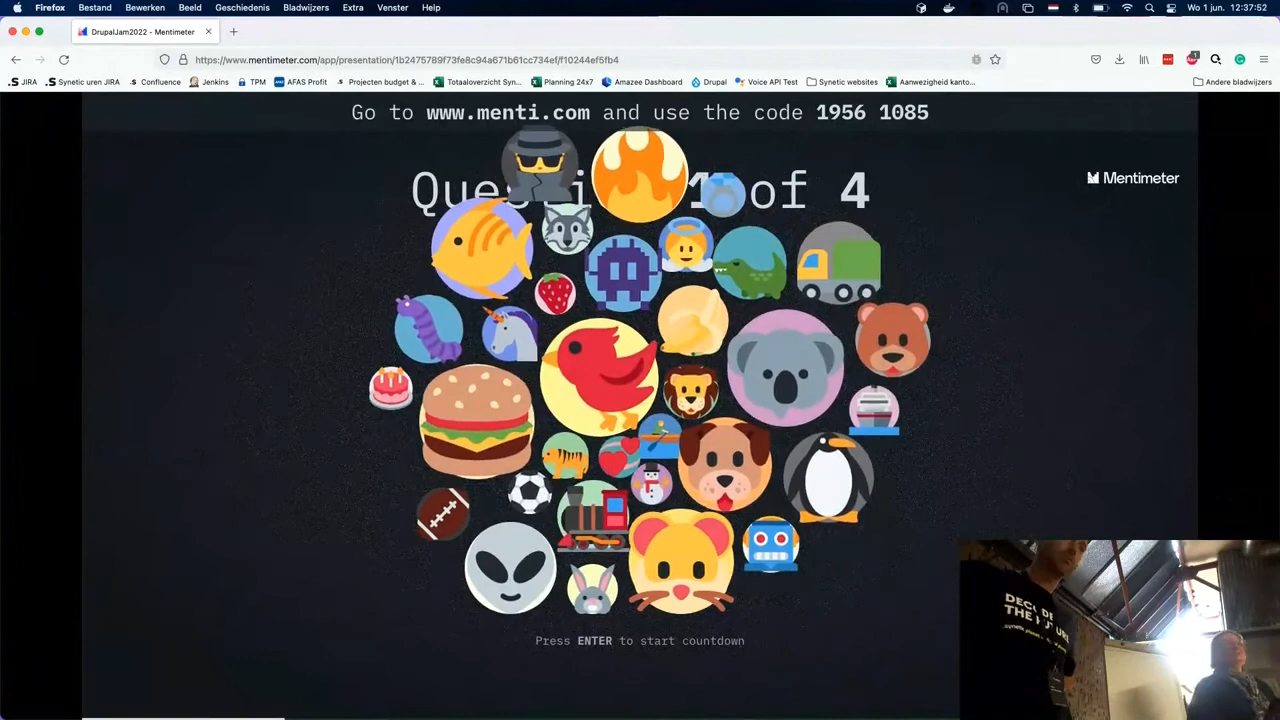 Firefox Bestand Bewerken Beeld Geschiedenis Bladwijzers Extra Venster Help Wo 1 jun. 12:37:52
DrupalJam2022 - Mentimeter
https://www.mentimeter.com/app/presentation/1b2475789f73fe8c94a671b61cc734ef/f10244ef5fb4
JIRA Synetic uren JIRA Confluence Jenkins TPM AFAS Profit Projecten budget & ... Totaaloverzicht Syn... Planning 24x7 Amazee Dashboard Drupal Voice API Test Synetic websites Aanwezigheid kanto... Andere bladwijzers
Go to www.menti.com and use the code 1956 1085
of 4
Mentimeter
Press ENTER to start countdown
THE